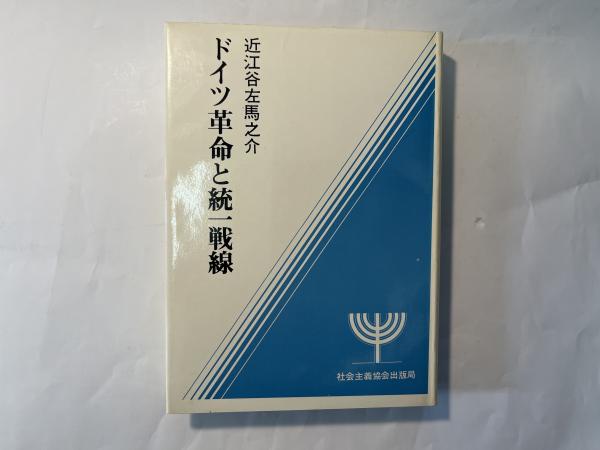 近江谷左馬之介
ドイツ革命と統一戦線
社会主義協会出版局